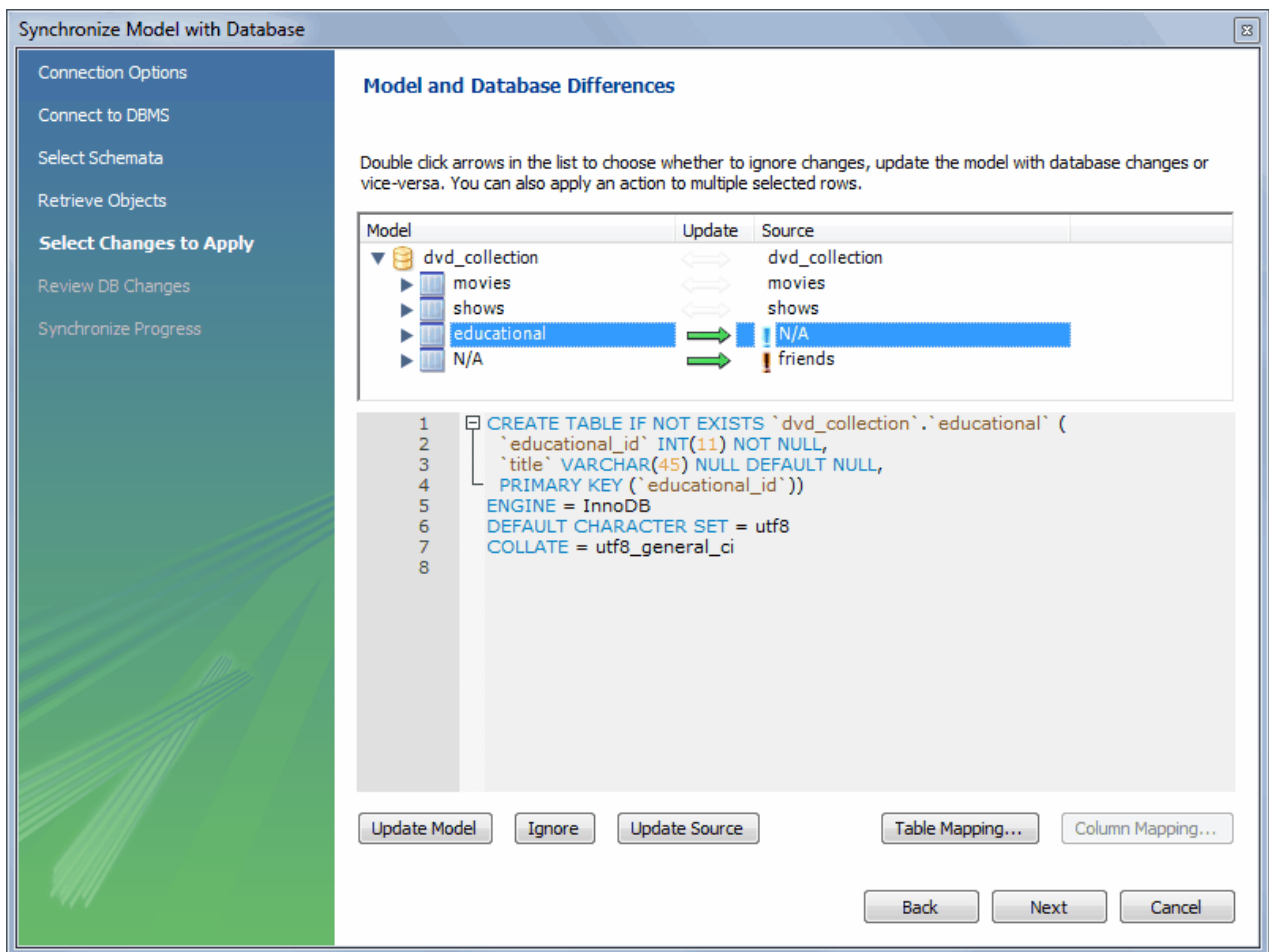 Synchronize Model with Database
Connection Options
Connect to DBMS
Select Schemata
Retrieve Objects
Select Changes to Apply
Review DB Changes
Synchronize Progress
Model and Database Differences
Double click arrows in the list to choose whether to ignore changes, update the model with database changes or
vice-versa. You can also apply an action to multiple selected rows.
Model Update Source
dvd_collection dvd_collection
movies movies
shows shows
educational N/A
N/A friends
1 CREATE TABLE IF NOT EXISTS `dvd_collection`.`educational` (
2 `educational_id` INT(11) NOT NULL,
3 `title` VARCHAR(45) NULL DEFAULT NULL,
4 PRIMARY KEY (`educational_id`))
5 ENGINE = InnoDB
6 DEFAULT CHARACTER SET = utf8
7 COLLATE = utf8_general_ci
8
Update Model Ignore Update Source Table Mapping... Column Mapping...
Back Next Cancel